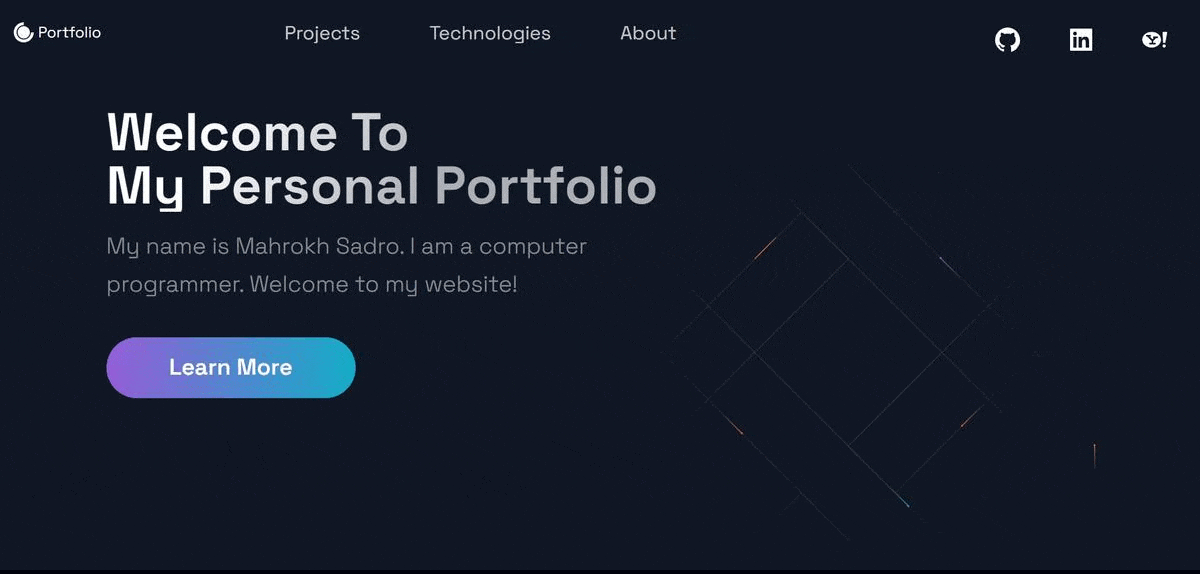 Portfolio
Projects
Technologies
About
Welcome To
My Personal Portfolio
My name is Mahrokh Sadro. I am a computer
programmer. Welcome to my website!
Learn More